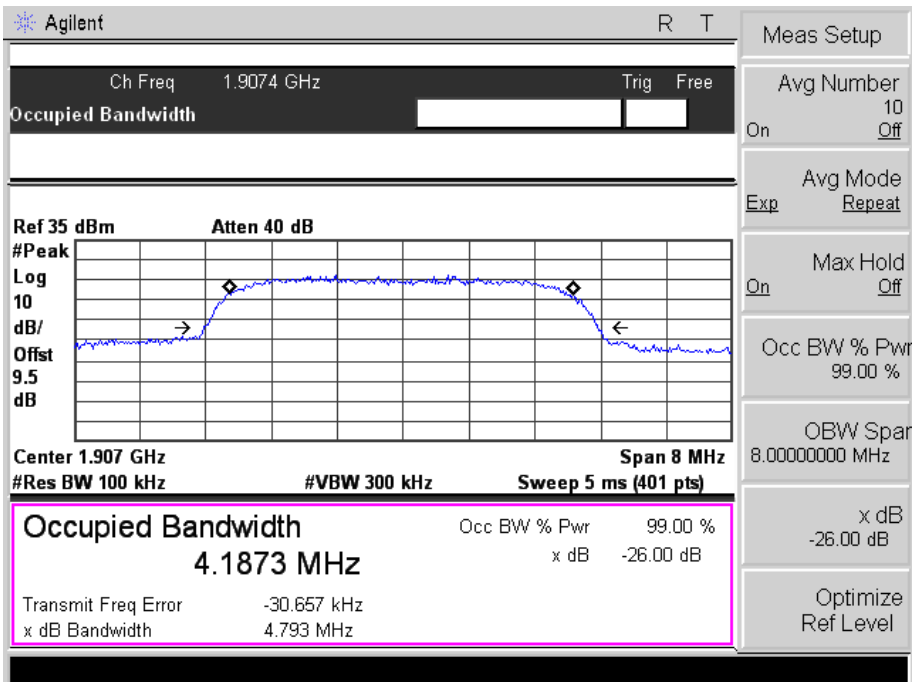 Agilent R T
Ch Freq 1.9074 GHz Trig Free
Occupied Bandwidth
Ref 35 dBm Atten 40 dB
#Peak
Log
10
dB/
Offst
9.5
dB
Center 1.907 GHz Span 8 MHz
#Res BW 100 kHz #VBW 300 kHz Sweep 5 ms (401 pts)
Occupied Bandwidth
4.1873 MHz
Occ BW % Pwr 99.00 %
x dB -26.00 dB
Transmit Freq Error -30.657 kHz
x dB Bandwidth 4.793 MHz
Meas Setup
Avg Number
10
On Off
Avg Mode
Exp Repeat
Max Hold
On Off
Occ BW % Pwr
99.00 %
OBW Span
8.00000000 MHz
x dB
-26.00 dB
Optimize
Ref Level